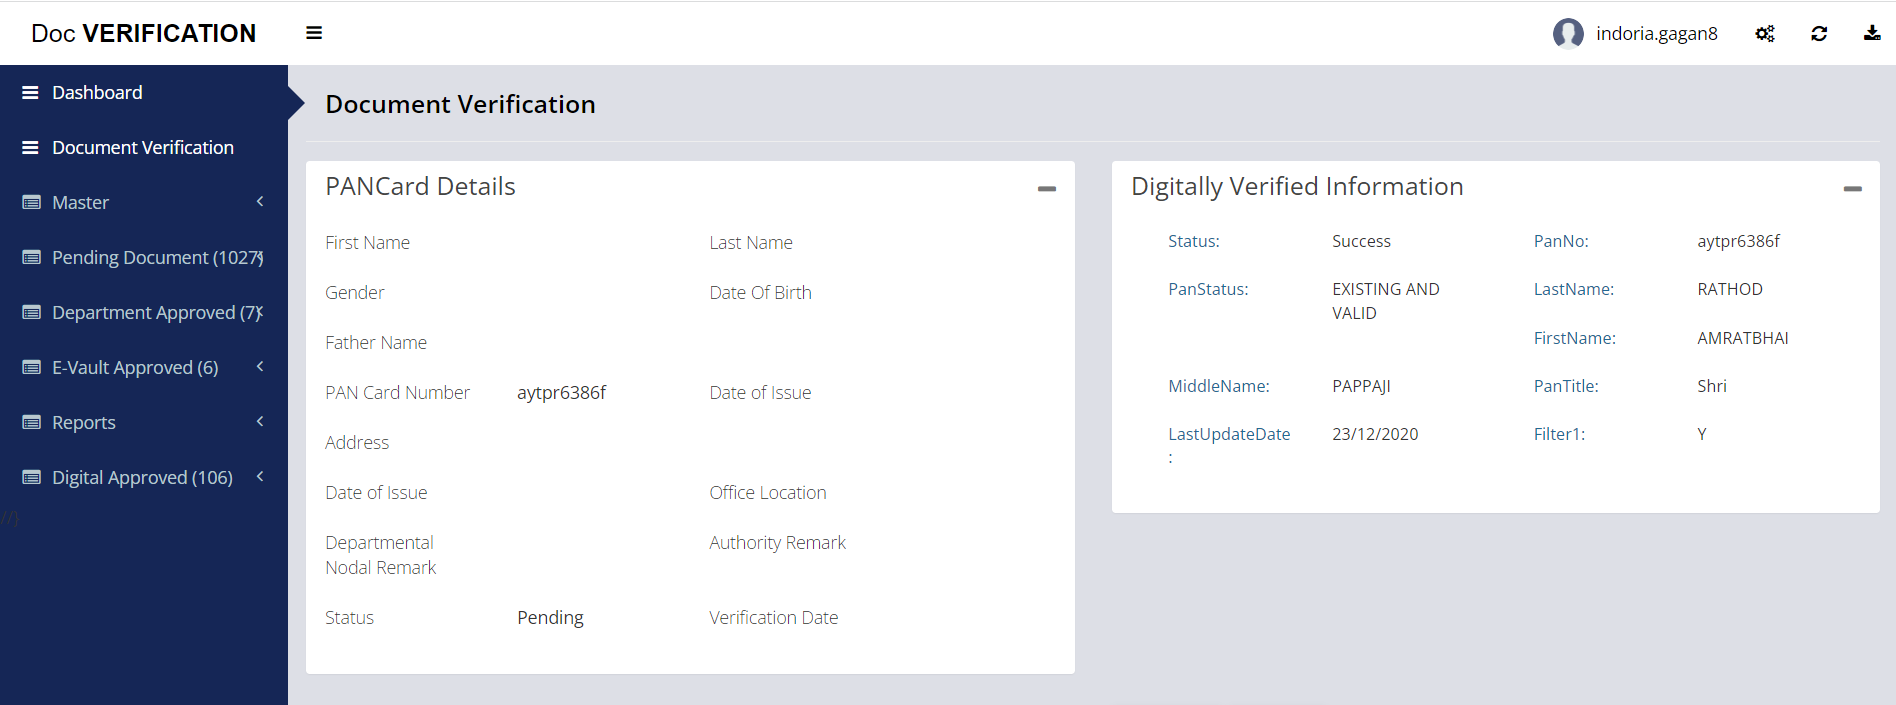 Doc VERIFICATION
indoria.gagan8
Dashboard
Document Verification
Master
Pending Document (1027)
Department Approved (7)
E-Vault Approved (6)
Reports
Digital Approved (106)
//}
Document Verification
PANCard Details
First Name Last Name
Gender Date Of Birth
Father Name
PAN Card Number aytpr6386f Date of Issue
Address
Date of Issue Office Location
Departmental Authority Remark
Nodal Remark
Status Pending Verification Date
Digitally Verified Information
Status: Success PanNo: aytpr6386f
PanStatus: EXISTING AND LastName: RATHOD
VALID
FirstName: AMRATBHAI
MiddleName: PAPPAJI PanTitle: Shri
LastUpdateDate 23/12/2020 Filter1: Y
: